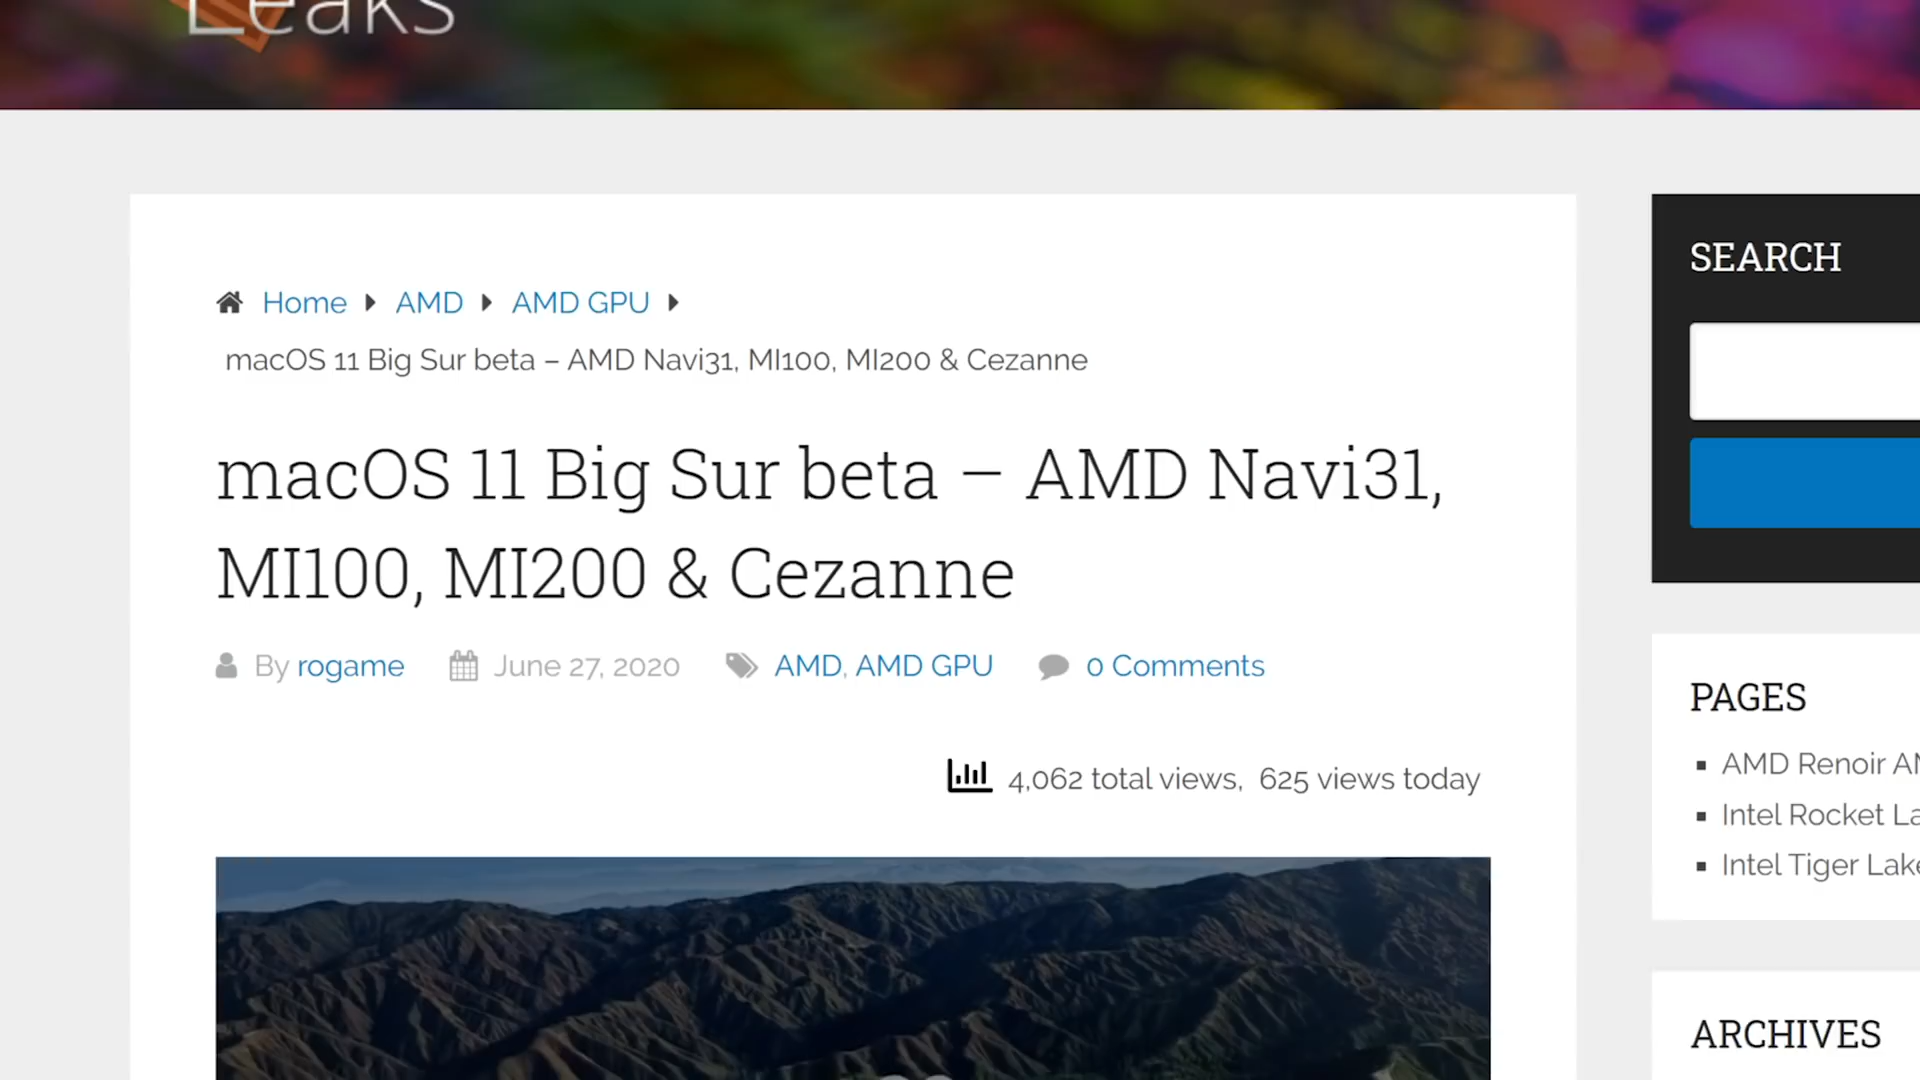 Leaks
Home AMD AMD GPU
macOS 11 Big Sur beta – AMD Navi31, MI100, MI200 & Cezanne
macOS 11 Big Sur beta – AMD Navi31,
MI100, MI200 & Cezanne
By rogame June 27, 2020 AMD, AMD GPU 0 Comments
4,062 total views, 625 views today
SEARCH
PAGES
AMD Renoir
Intel Rocket
Intel Tiger Lake
ARCHIVES